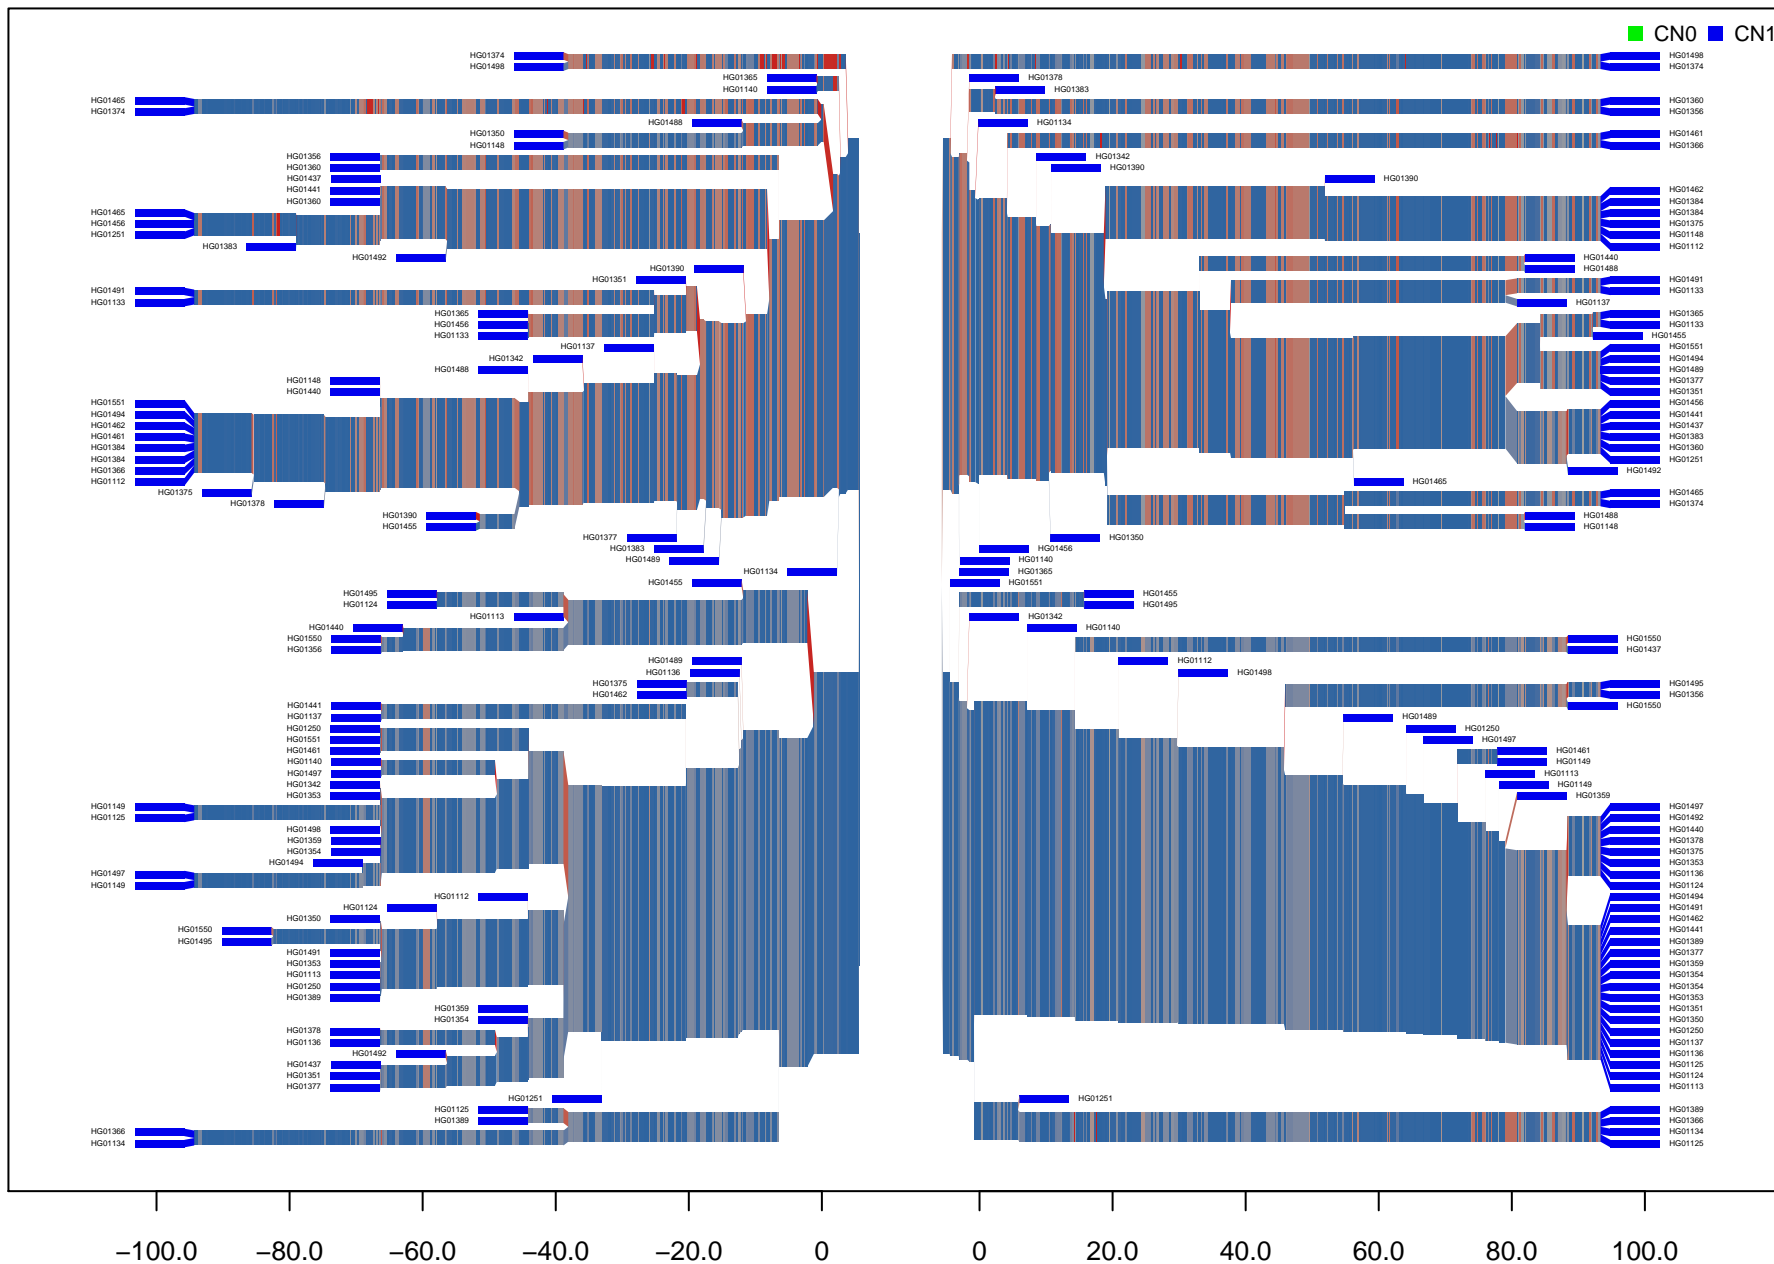 CN0 CN1
HG01374
HG01498
HG01365
HG01140
HG01465
HG01374
HG01488
HG01350
HG01148
HG01356
HG01360
HG01437
HG01441
HG01360
HG01465
HG01456
HG01251
HG01383
HG01492
HG01390
HG01351
HG01491
HG01133
HG01365
HG01456
HG01133
HG01137
HG01342
HG01488
HG01148
HG01440
HG01551
HG01494
HG01462
HG01461
HG01384
HG01384
HG01366
HG01112
HG01375
HG01378
HG01390
HG01455
HG01377
HG01383
HG01489
HG01134
HG01455
HG01495
HG01124
HG01113
HG01440
HG01550
HG01356
HG01489
HG01136
HG01375
HG01462
HG01441
HG01137
HG01250
HG01551
HG01461
HG01140
HG01497
HG01342
HG01353
HG01149
HG01125
HG01498
HG01359
HG01354
HG01494
HG01497
HG01149
HG01112
HG01124
HG01350
HG01550
HG01495
HG01491
HG01353
HG01113
HG01250
HG01389
HG01359
HG01354
HG01378
HG01136
HG01492
HG01437
HG01351
HG01377
HG01251
HG01125
HG01389
HG01366
HG01134
HG01498
HG01374
HG01378
HG01383
HG01360
HG01356
HG01134
HG01461
HG01366
HG01342
HG01390
HG01390
HG01462
HG01384
HG01384
HG01375
HG01148
HG01112
HG01440
HG01488
HG01491
HG01133
HG01137
HG01365
HG01133
HG01455
HG01551
HG01494
HG01489
HG01377
HG01351
HG01456
HG01441
HG01437
HG01383
HG01360
HG01251
HG01492
HG01465
HG01465
HG01374
HG01488
HG01148
HG01350
HG01456
HG01140
HG01365
HG01551
HG01455
HG01495
HG01342
HG01140
HG01550
HG01437
HG01112
HG01498
HG01495
HG01356
HG01550
HG01489
HG01250
HG01497
HG01461
HG01149
HG01113
HG01149
HG01359
HG01497
HG01492
HG01440
HG01378
HG01375
HG01353
HG01136
HG01124
HG01494
HG01491
HG01462
HG01441
HG01389
HG01377
HG01359
HG01354
HG01354
HG01353
HG01351
HG01350
HG01250
HG01137
HG01136
HG01125
HG01124
HG01113
HG01251
HG01389
HG01366
HG01134
HG01125
−100.0 −80.0 −60.0 −40.0 −20.0 0 0 20.0 40.0 60.0 80.0 100.0